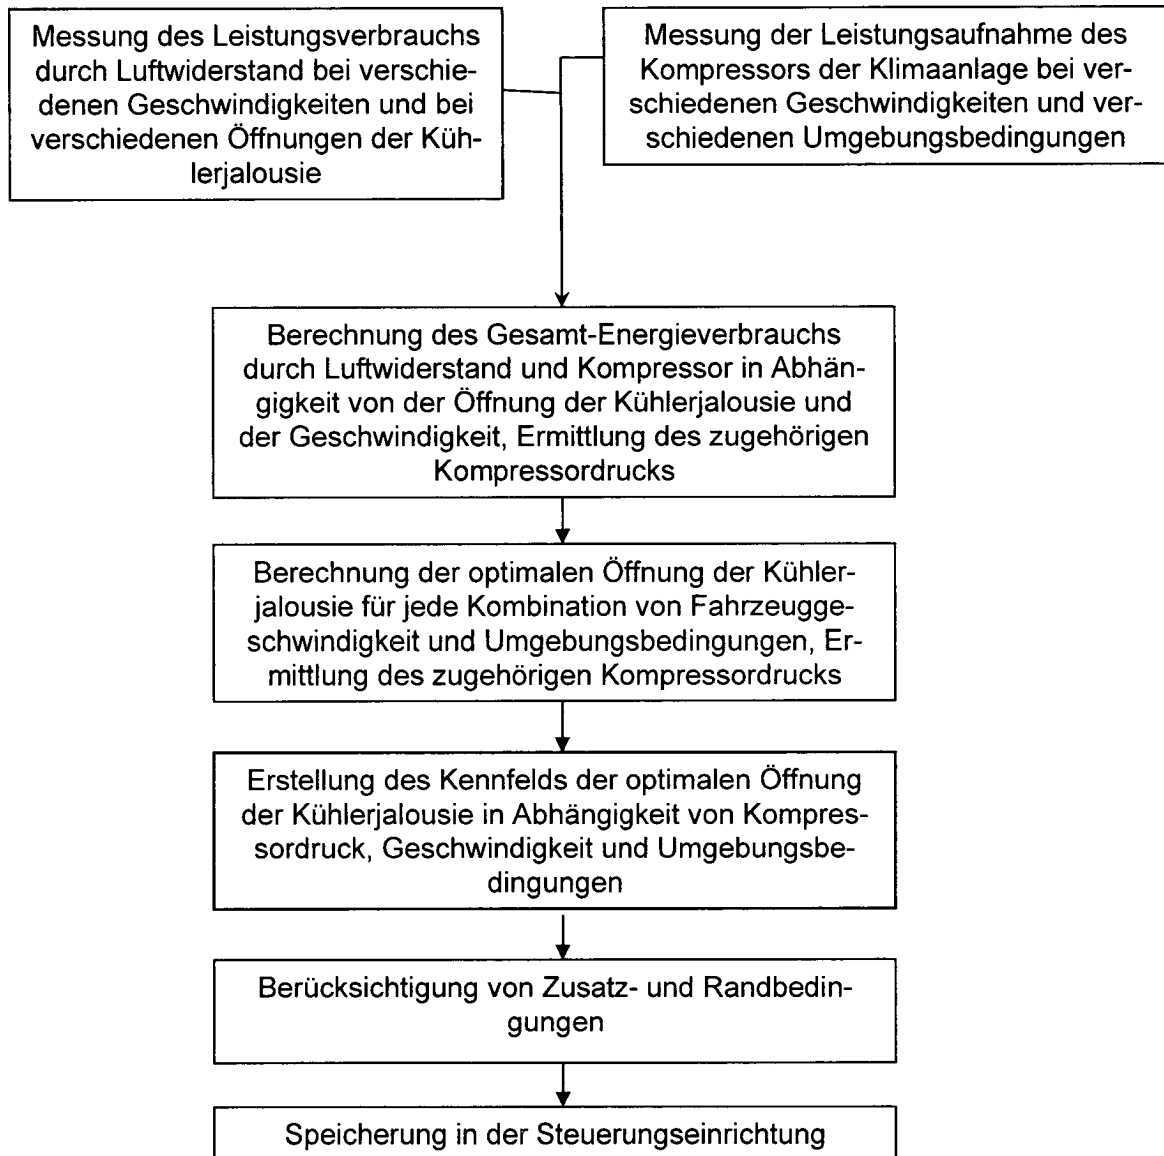 Messung des Leistungsverbrauchs
durch Luftwiderstand bei verschie-
denen Geschwindigkeiten und bei
verschiedenen Öffnungen der Küh-
lerjalousie
Messung der Leistungsaufnahme des
Kompressors der Klimaanlage bei ver-
schiedenen Geschwindigkeiten und ver-
schiedenen Umgebungsbedingungen
Berechnung des Gesamt-Energieverbrauchs
durch Luftwiderstand und Kompressor in Abhän-
gigkeit von der Öffnung der Kühlerjalousie und
der Geschwindigkeit, Ermittlung des zugehörigen
Kompressordrucks
Berechnung der optimalen Öffnung der Kühler-
jalousie für jede Kombination von Fahrzeugge-
schwindigkeit und Umgebungsbedingungen, Er-
mittlung des zugehörigen Kompressordrucks
Erstellung des Kennfelds der optimalen Öffnung
der Kühlerjalousie in Abhängigkeit von Kompres-
sordruck, Geschwindigkeit und Umgebungsbe-
dingungen
Berücksichtigung von Zusatz- und Randbedin-
gungen
Speicherung in der Steuerungseinrichtung